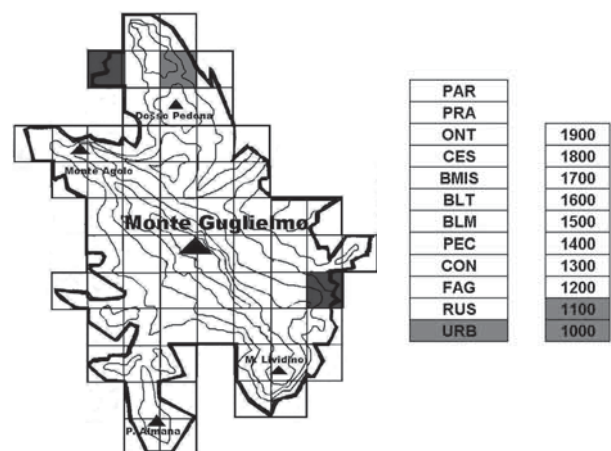 Dosso Pedona
Monte Agolo
Monte Guglielmo
M. Lividino
P. Almana
PAR
PRA
ONT
CES
BMIS
BLT
BLM
PEC
CON
FAG
RUS
URB
1900
1800
1700
1600
1500
1400
1300
1200
1100
1000